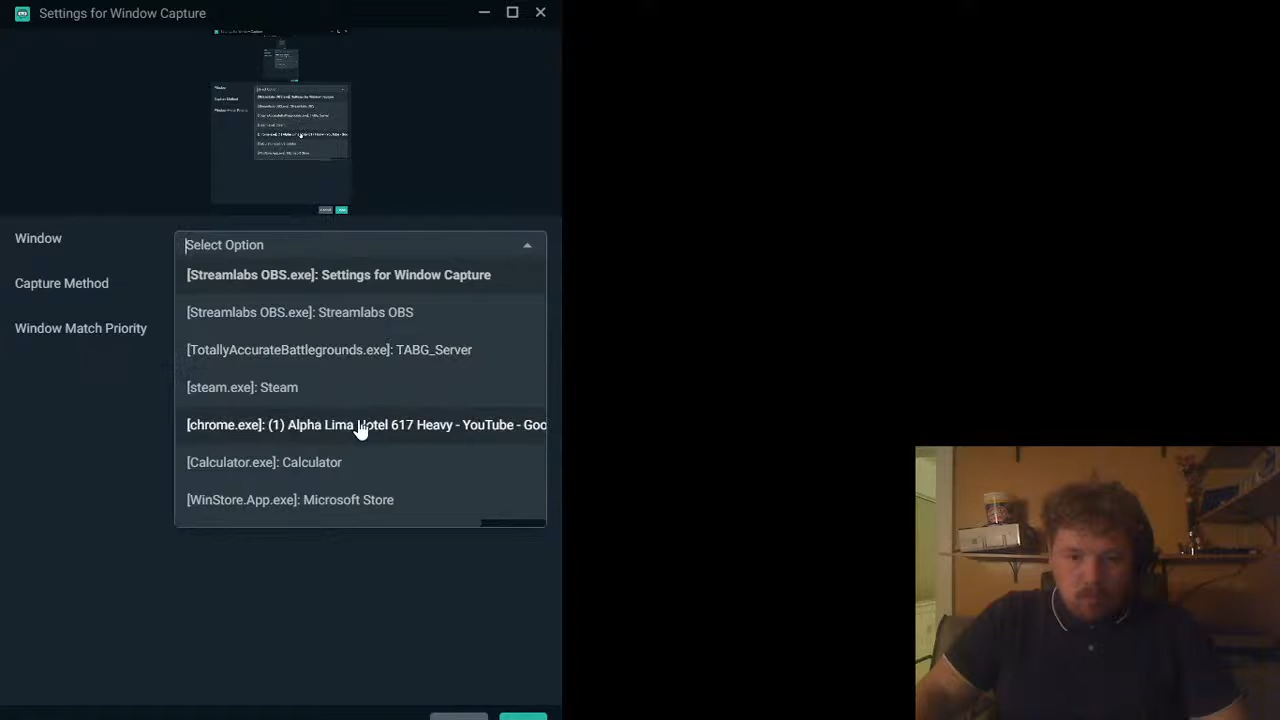 Settings for Window Capture
Window
Select Option
[Streamlabs OBS.exe]: Settings for Window Capture
Capture Method
[Streamlabs OBS.exe]: Streamlabs OBS
Window Match Priority
[TotallyAccurateBattlegrounds.exe]: TABG_Server
[steam.exe]: Steam
[chrome.exe]: (1) Alpha Lima Hotel 617 Heavy - YouTube - Goo
[Calculator.exe]: Calculator
[WinStore.App.exe]: Microsoft Store